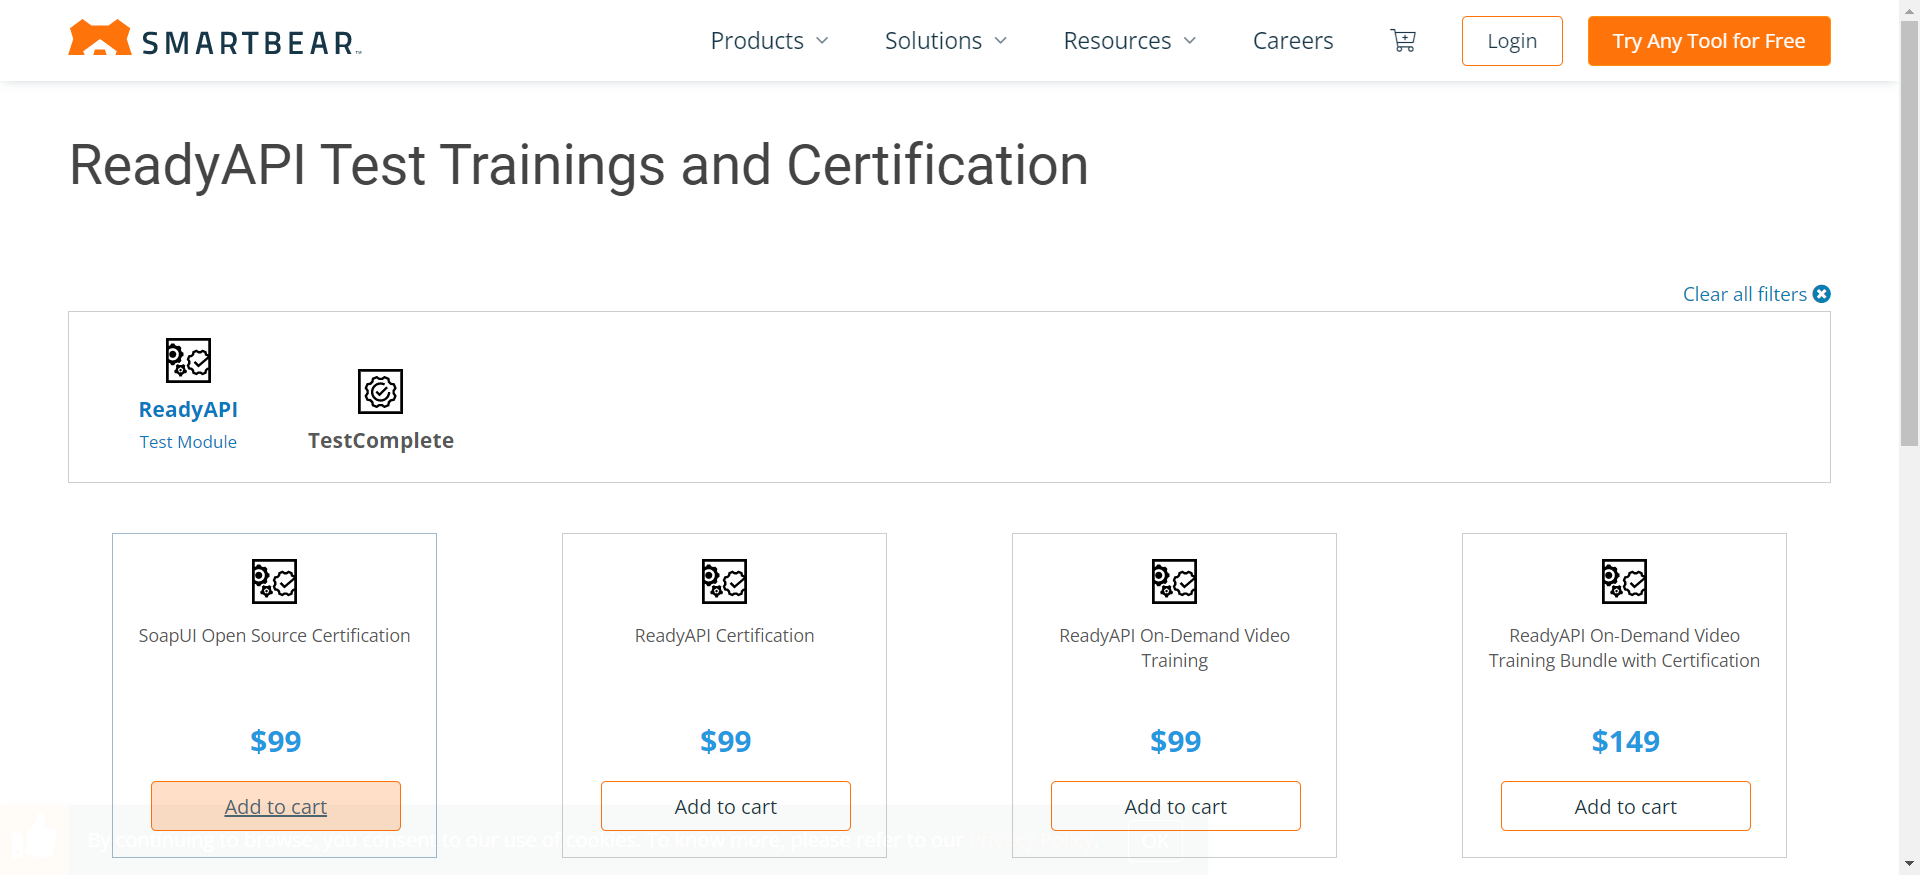 SMARTBEAR™
Products
Solutions
Resources
Careers
Login
Try Any Tool for Free
ReadyAPI Test Trainings and Certification
Clear all filters
ReadyAPI
Test Module
TestComplete
SoapUI Open Source Certification
$99
Add to cart
ReadyAPI Certification
$99
Add to cart
ReadyAPI On-Demand Video
Training
$99
Add to cart
ReadyAPI On-Demand Video
Training Bundle with Certification
$149
Add to cart
By continuing to browse, you consent to our use of cookies. To know more, please refer to our Privacy Policy.
OK